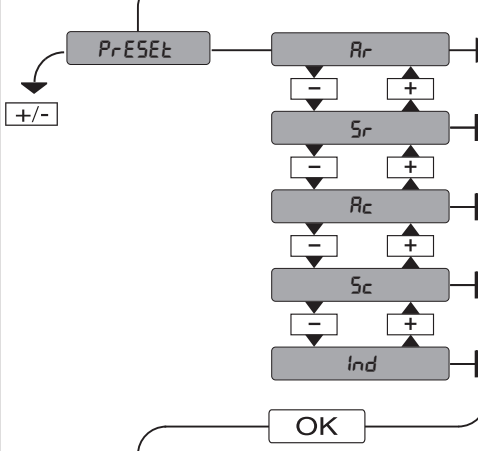 PrESEt
Ar
+/-
- +
Sr
- +
Ac
- +
Sc
- +
Ind
OK